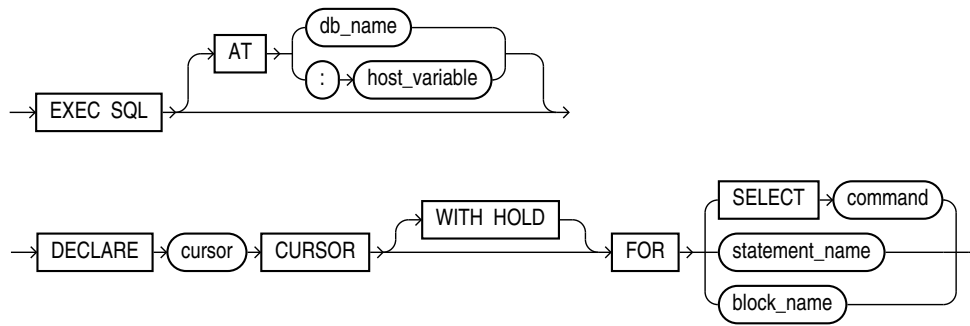 db_name
AT
: host_variable
EXEC SQL
SELECT command
WITH HOLD
DECLARE cursor CURSOR FOR statement_name
block_name